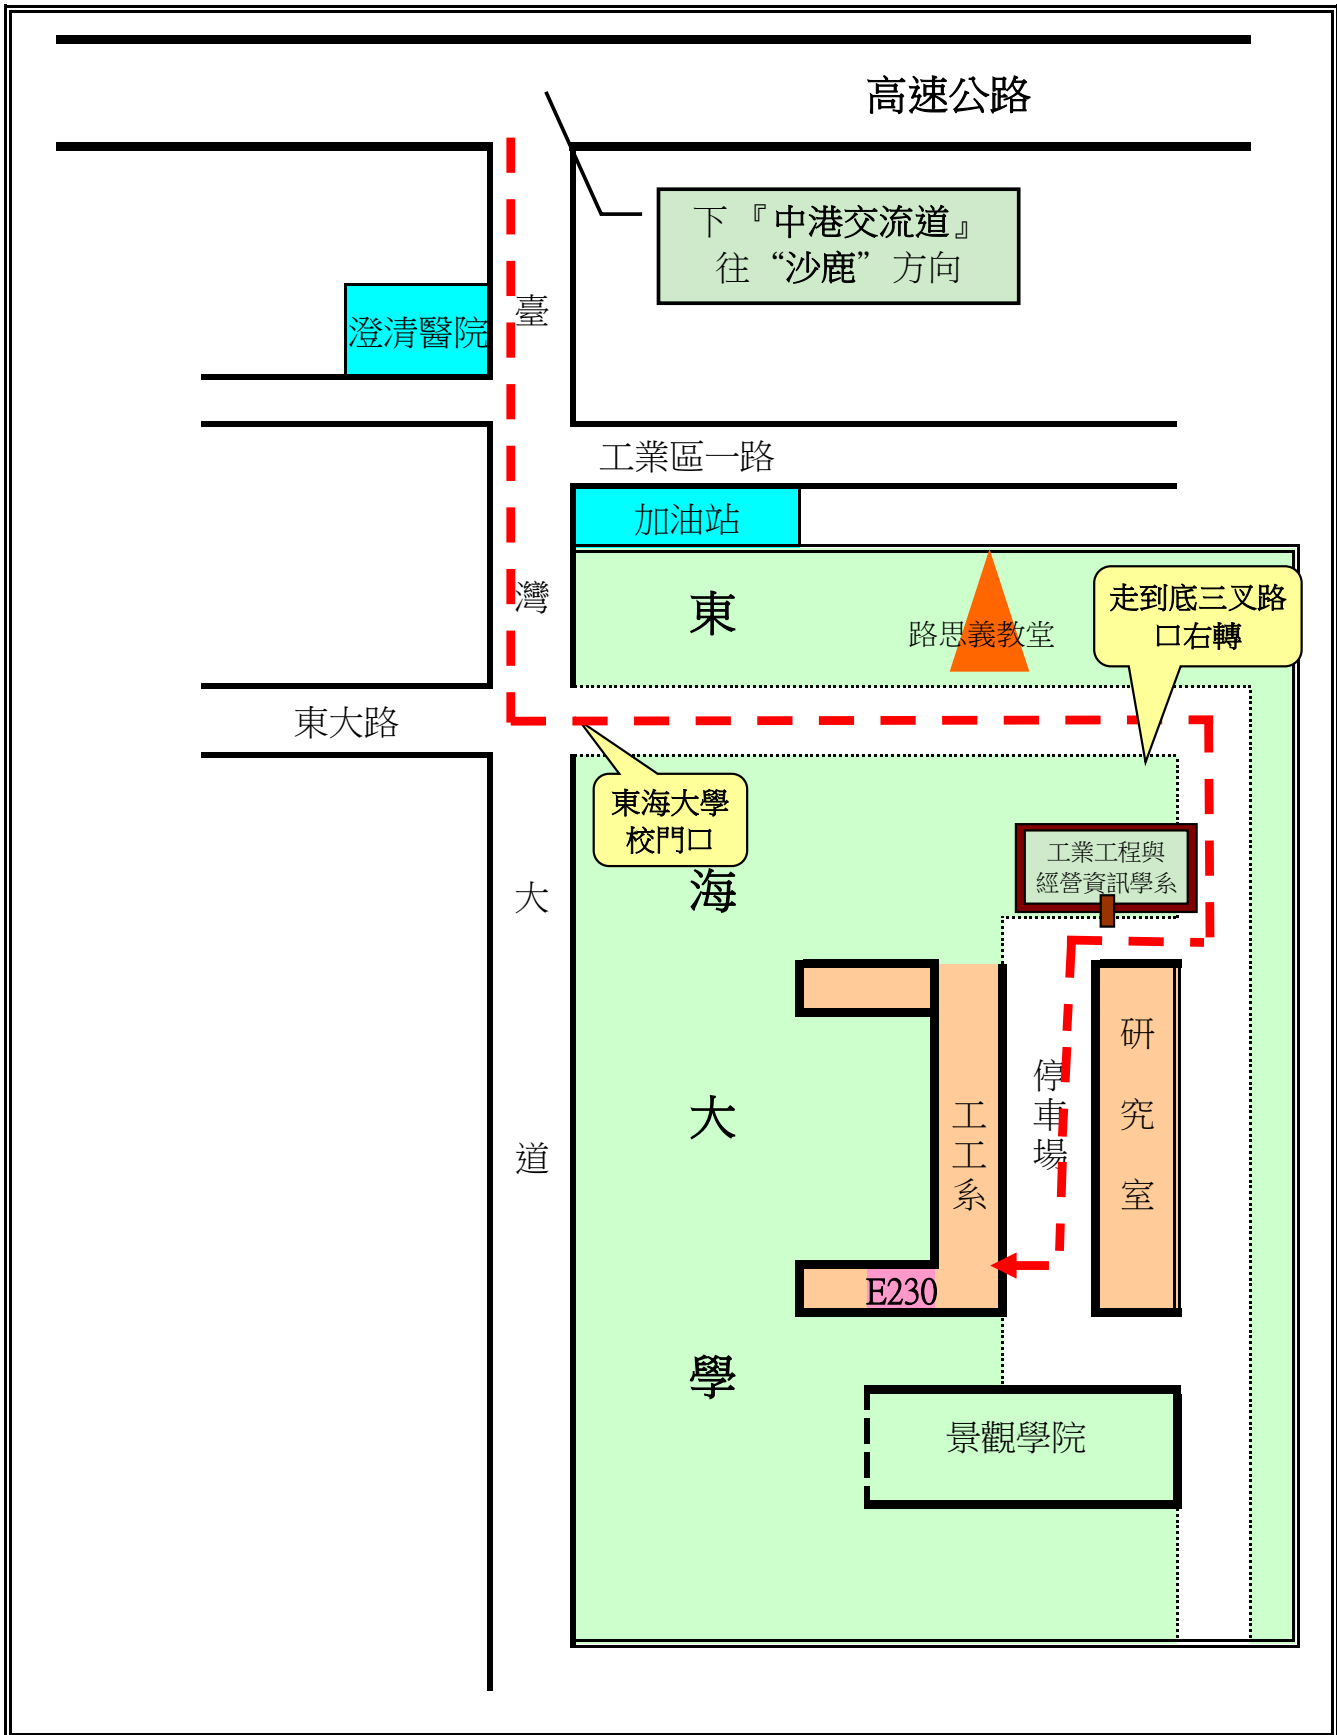 高速公路
下『中港交流道』
往“沙鹿”方向
澄清醫院
臺灣大道
工業區一路
加油站
東海大學
路思義教堂
走到底三叉路
口右轉
東大路
東海大學
校門口
工業工程與
經營資訊學系
工工系
停車場
研究室
E230
景觀學院